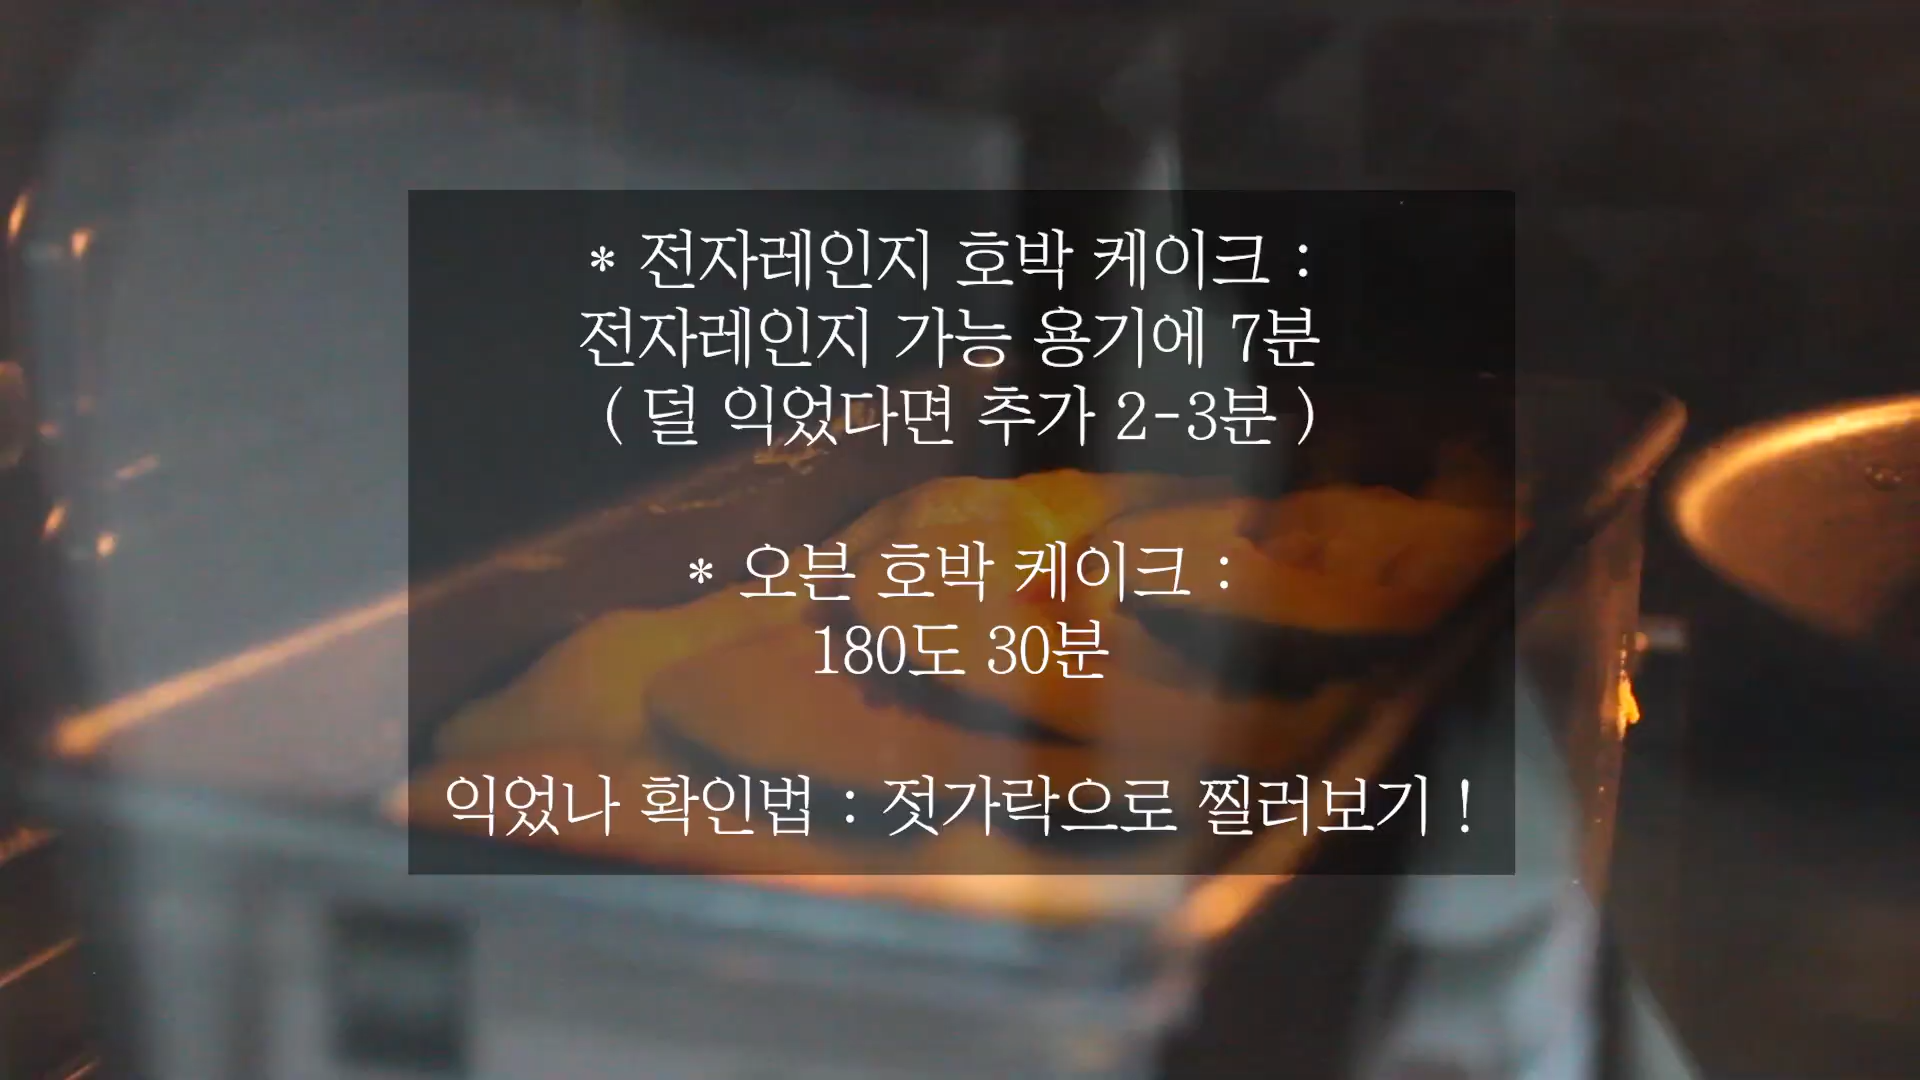 * 전자레인지 호박 케이크 :
전자레인지 가능 용기에 7분
( 덜 익었다면 추가 2-3분 )
* 오븐 호박 케이크 :
180도 30분
익었나 확인법 : 젓가락으로 찔러보기 !